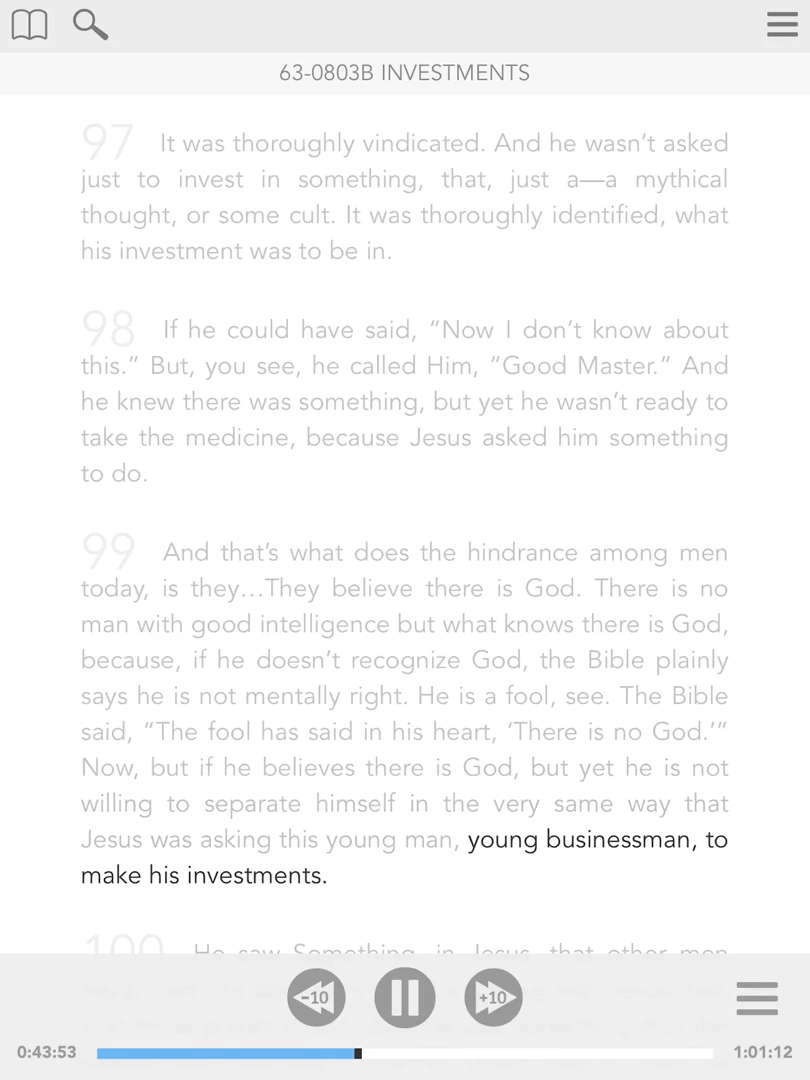 63-0803B INVESTMENTS
97 It was thoroughly vindicated. And he wasn’t asked
just to invest in something, that, just a—a mythical
thought, or some cult. It was thoroughly identified, what
his investment was to be in.
98 If he could have said, “Now I don’t know about
this.” But, you see, he called Him, “Good Master.” And
he knew there was something, but yet he wasn’t ready to
take the medicine, because Jesus asked him something
to do.
99 And that’s what does the hindrance among men
today, is they…They believe there is God. There is no
man with good intelligence but what knows there is God,
because, if he doesn’t recognize God, the Bible plainly
says he is not mentally right. He is a fool, see. The Bible
said, “The fool has said in his heart, ‘There is no God.’”
Now, but if he believes there is God, but yet he is not
willing to separate himself in the very same way that
Jesus was asking this young man, young businessman, to
make his investments.
100 He saw Something, in Jesus, that other men
-10
+10
0:43:53
1:01:12